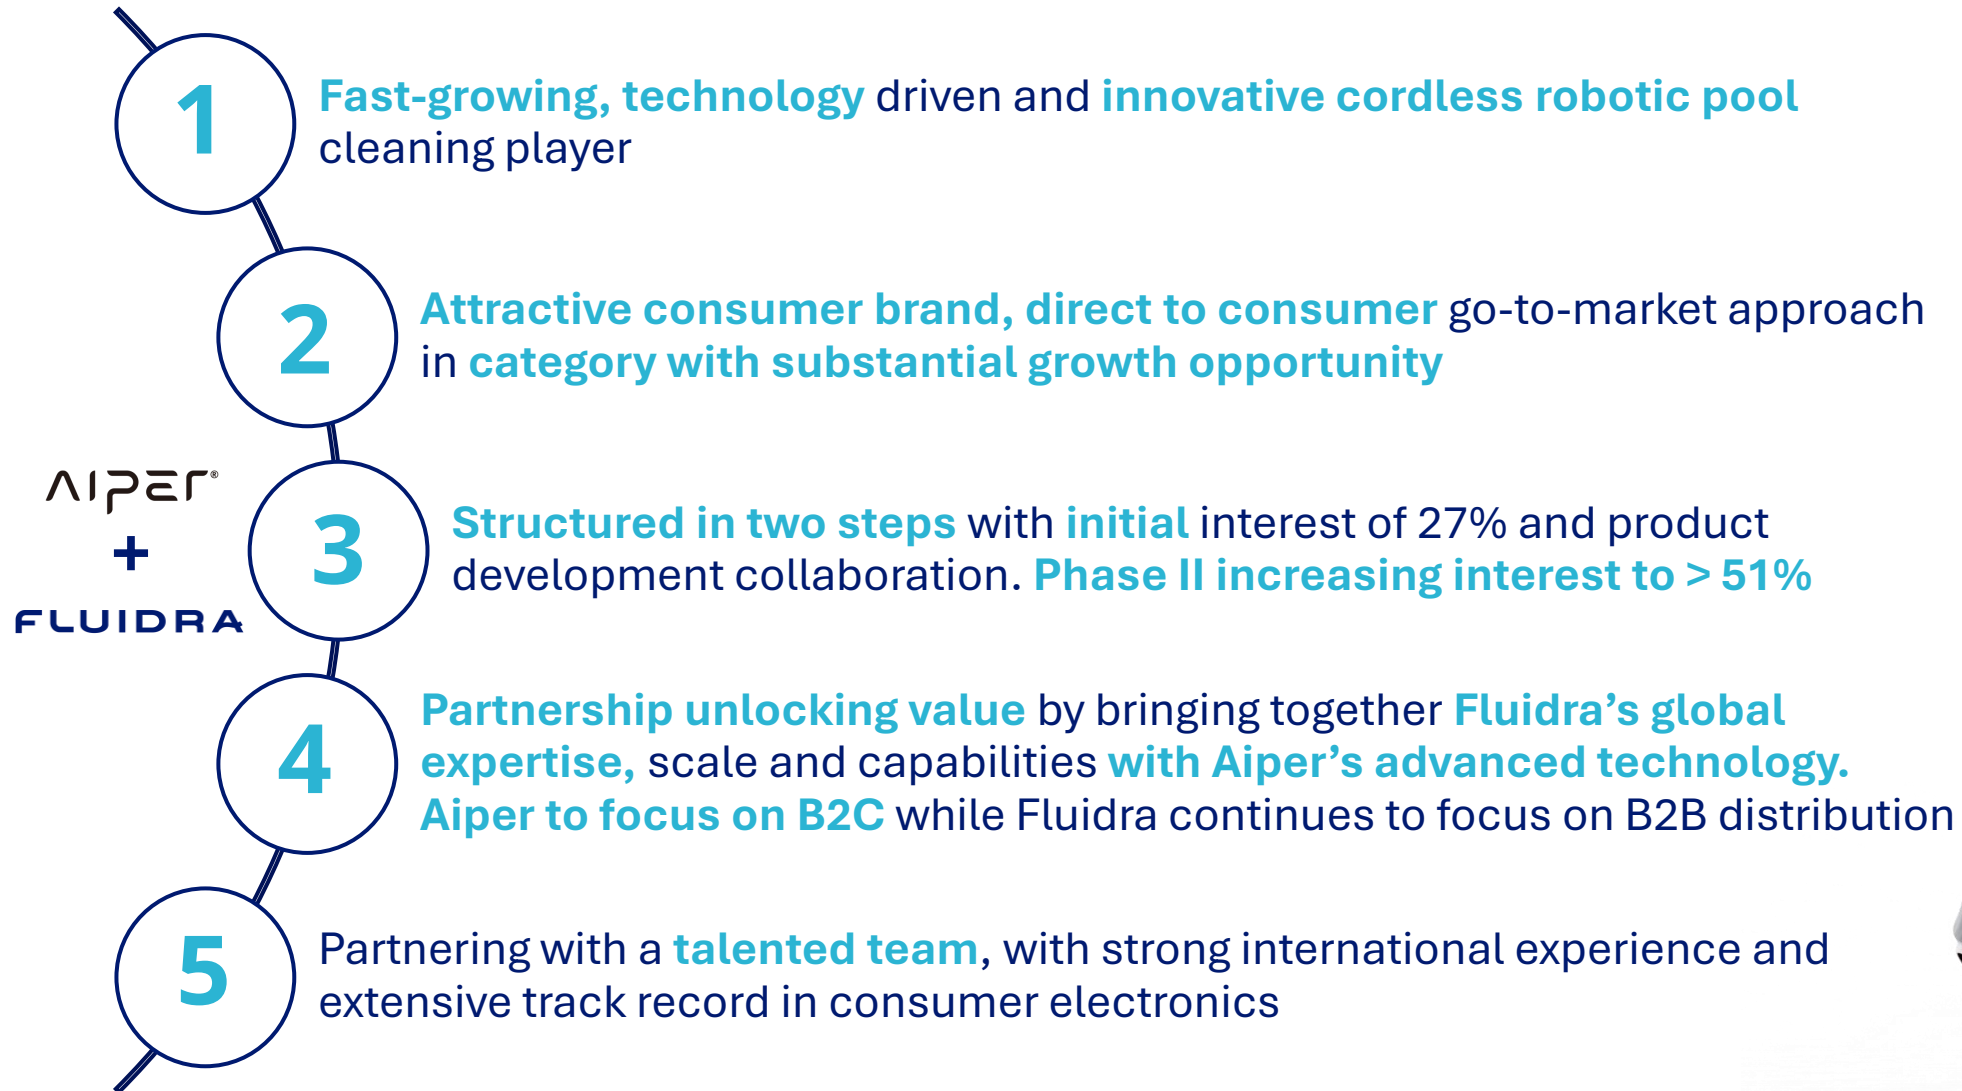 1
Fast-growing, technology driven and innovative cordless robotic pool
cleaning player
2
Attractive consumer brand, direct to consumer go-to-market approach
in category with substantial growth opportunity
AIPER®
+
FLUIDRA
3
Structured in two steps with initial interest of 27% and product
development collaboration. Phase II increasing interest to > 51%
4
Partnership unlocking value by bringing together Fluidra’s global
expertise, scale and capabilities with Aiper’s advanced technology.
Aiper to focus on B2C while Fluidra continues to focus on B2B distribution
5
Partnering with a talented team, with strong international experience and
extensive track record in consumer electronics